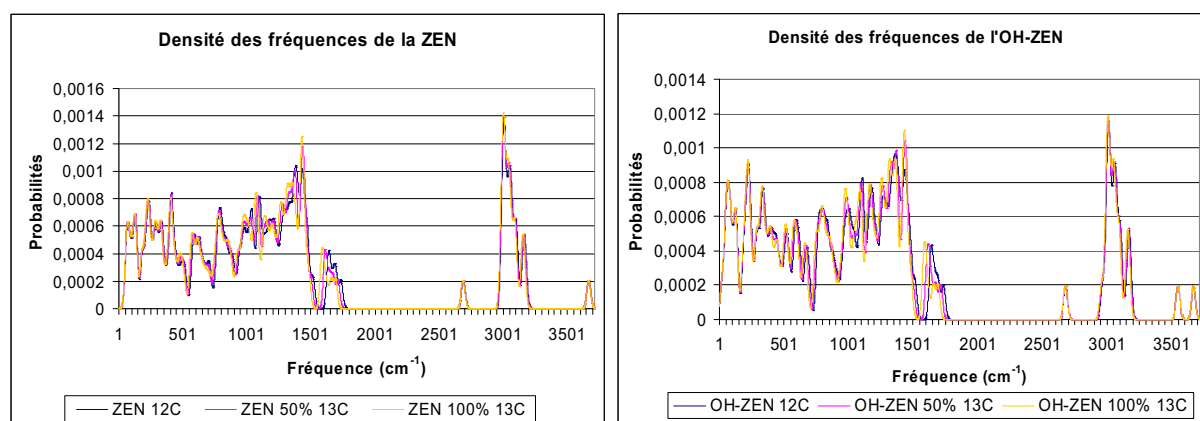 Densité des fréquences de la ZEN
Probabilités
0,0016
0,0014
0,0012
0,001
0,0008
0,0006
0,0004
0,0002
0
1 501 1001 1501 2001 2501 3001 3501
Fréquence (cm-1)
ZEN 12C ZEN 50% 13C ZEN 100% 13C
Densité des fréquences de l'OH-ZEN
Probabilités
0,0014
0,0012
0,001
0,0008
0,0006
0,0004
0,0002
0
1 501 1001 1501 2001 2501 3001 3501
Fréquence (cm-1)
OH-ZEN 12C OH-ZEN 50% 13C OH-ZEN 100% 13C